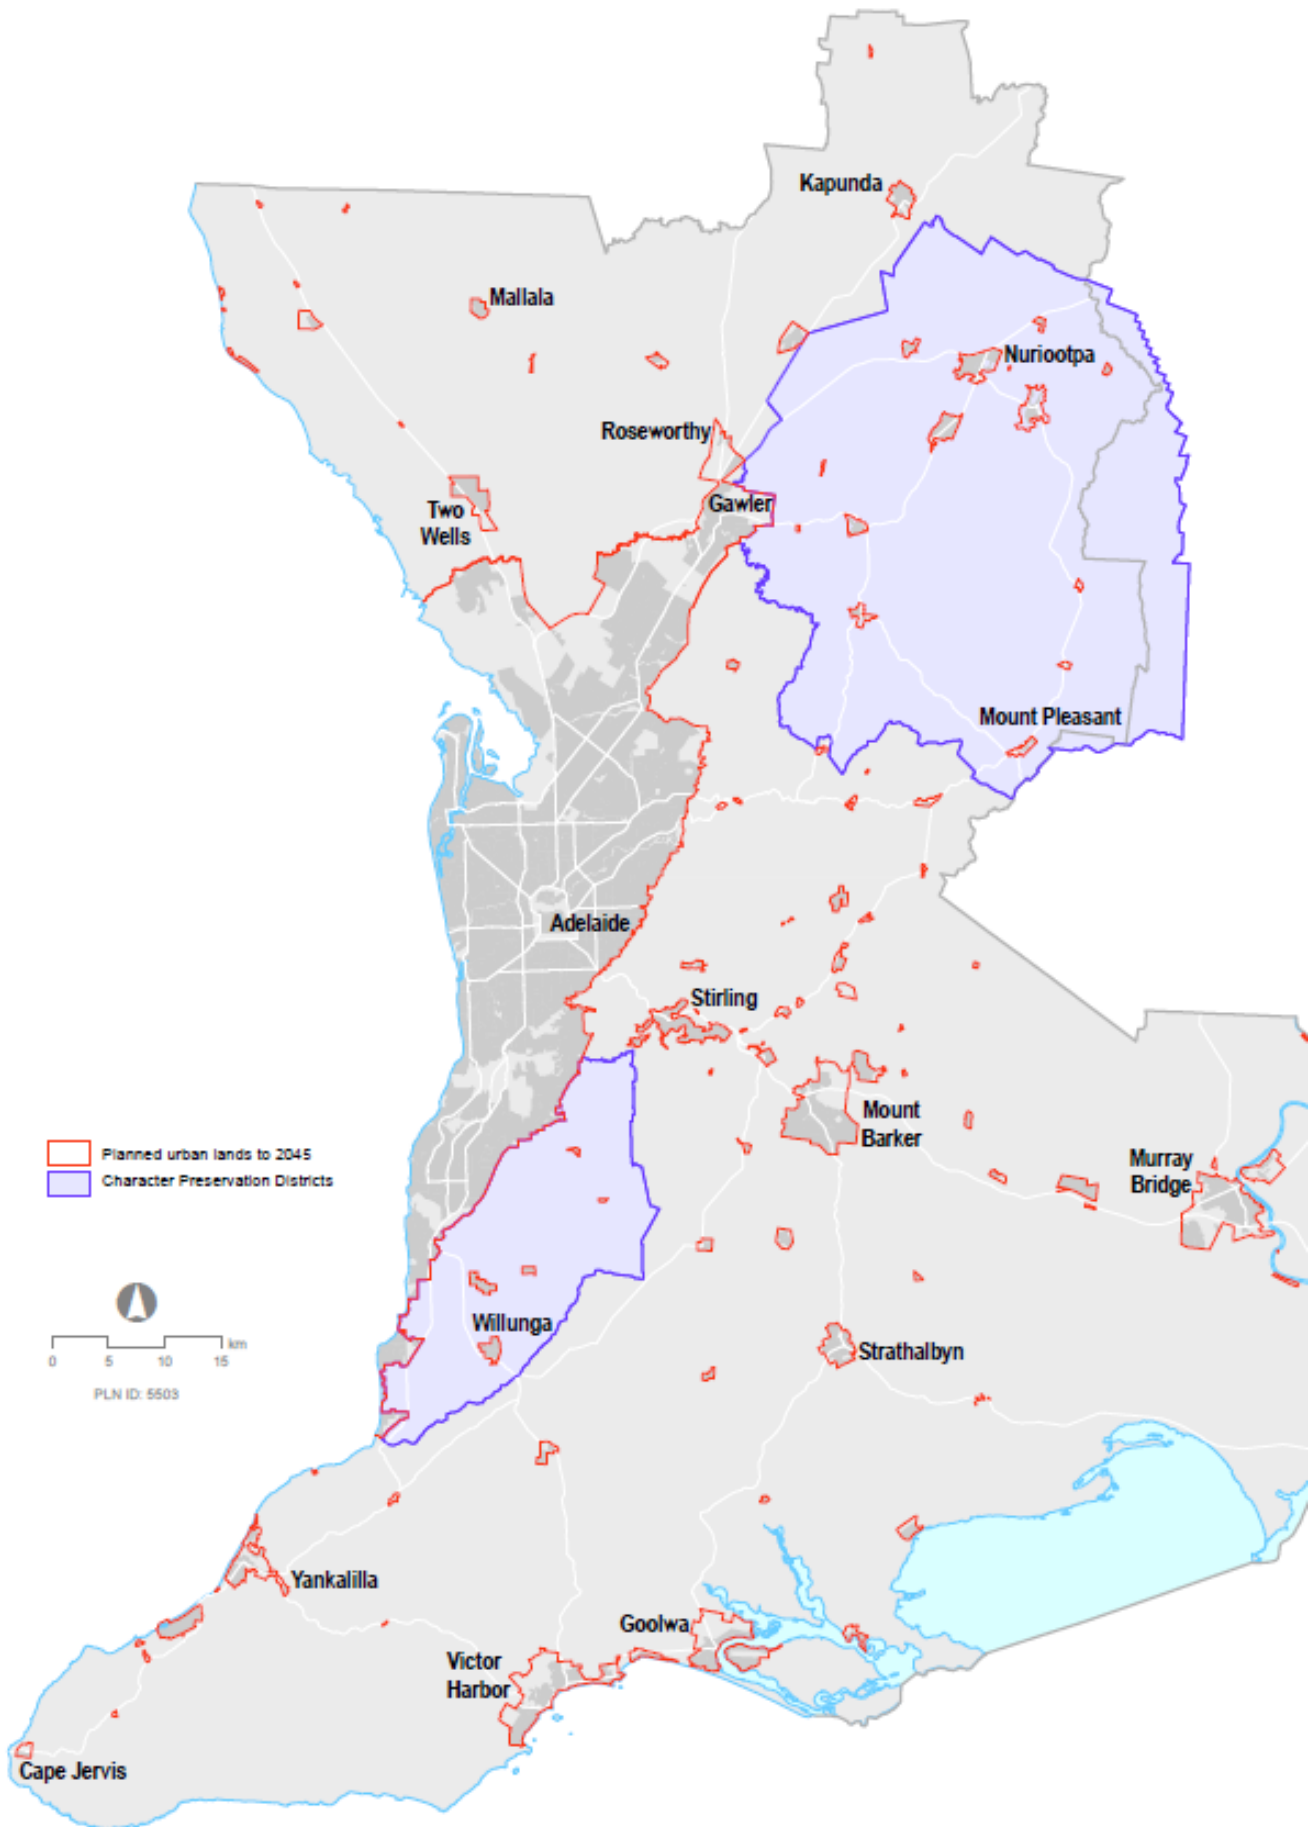 Kapunda
Mallala
Nuriootpa
Roseworthy
Gawler
Two
Wells
Mount Pleasant
Adelaide
Stirling
Mount
Barker
Planned urban lands to 2045
Character Preservation Districts
Murray
Bridge
Willunga
km
0 5 10 15
Strathalbyn
PLN ID: 5503
Yankalilla
Goolwa
Victor
Harbor
Cape Jervis